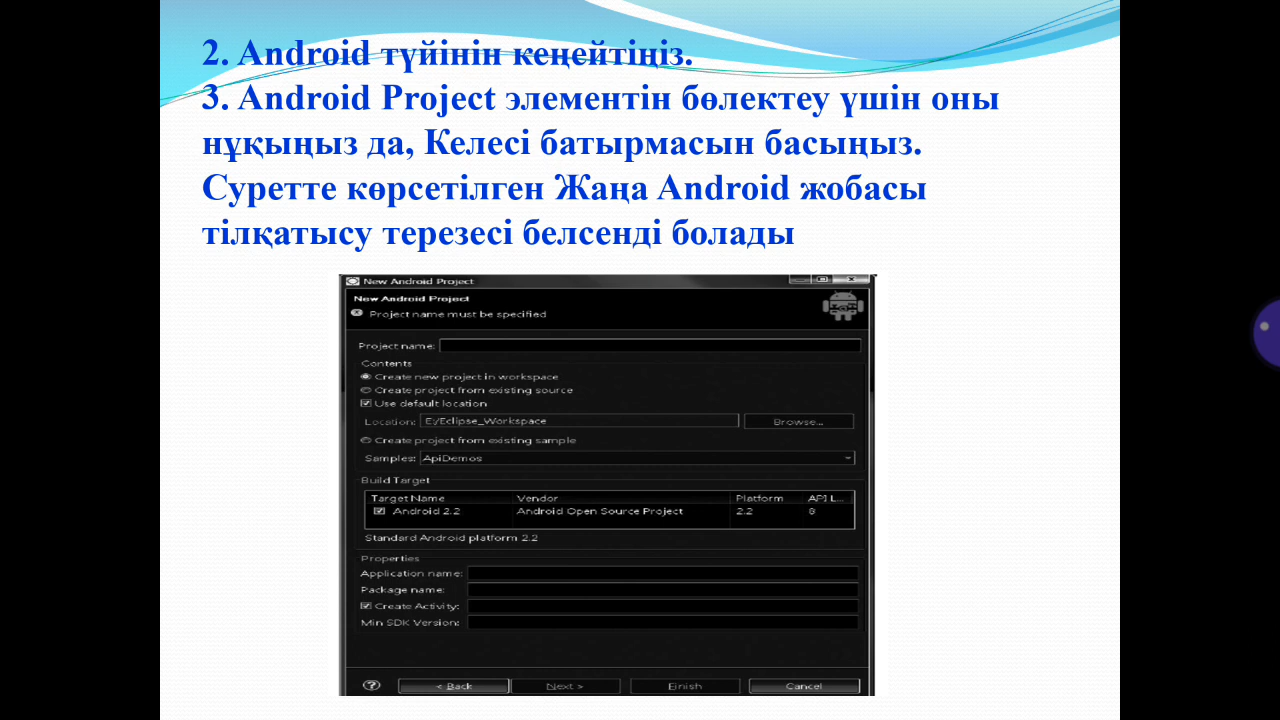 2. Android түйінін кеңейтіңіз.
3. Android Project элементін бөлектеу үшін оны
нұқыңыз да, Келесі батырмасын басыңыз.
Суретте көрсетілген Жаңа Android жобасы
тілқатысу терезесі белсенді болады
New Android Project
New Android Project
Project name must be specified
Project name:
Contents
Create new project in workspace
Create project from existing source
Use default location
Location: E:/Eclipse_Workspace Browse...
Create project from existing sample
Samples: ApiDemos
Build Target
Target Name Vendor Platform API L...
Android 2.2 Android Open Source Project 2.2 8
Standard Android platform 2.2
Properties
Application name:
Package name:
Create Activity:
Min SDK Version:
? < Back Next > Finish Cancel